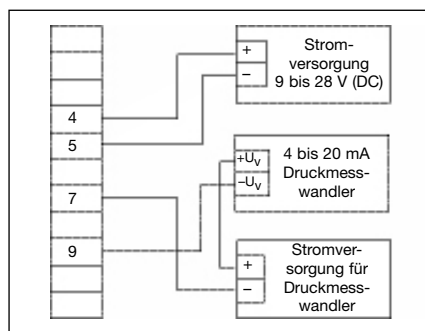 4
5
7
9
+
–
Strom-
versorgung
9 bis 28 V (DC)
+Uv
–Uv
4 bis 20 mA
Druckmess-
wandler
+
–
Stromver-
sorgung für
Druckmess-
wandler